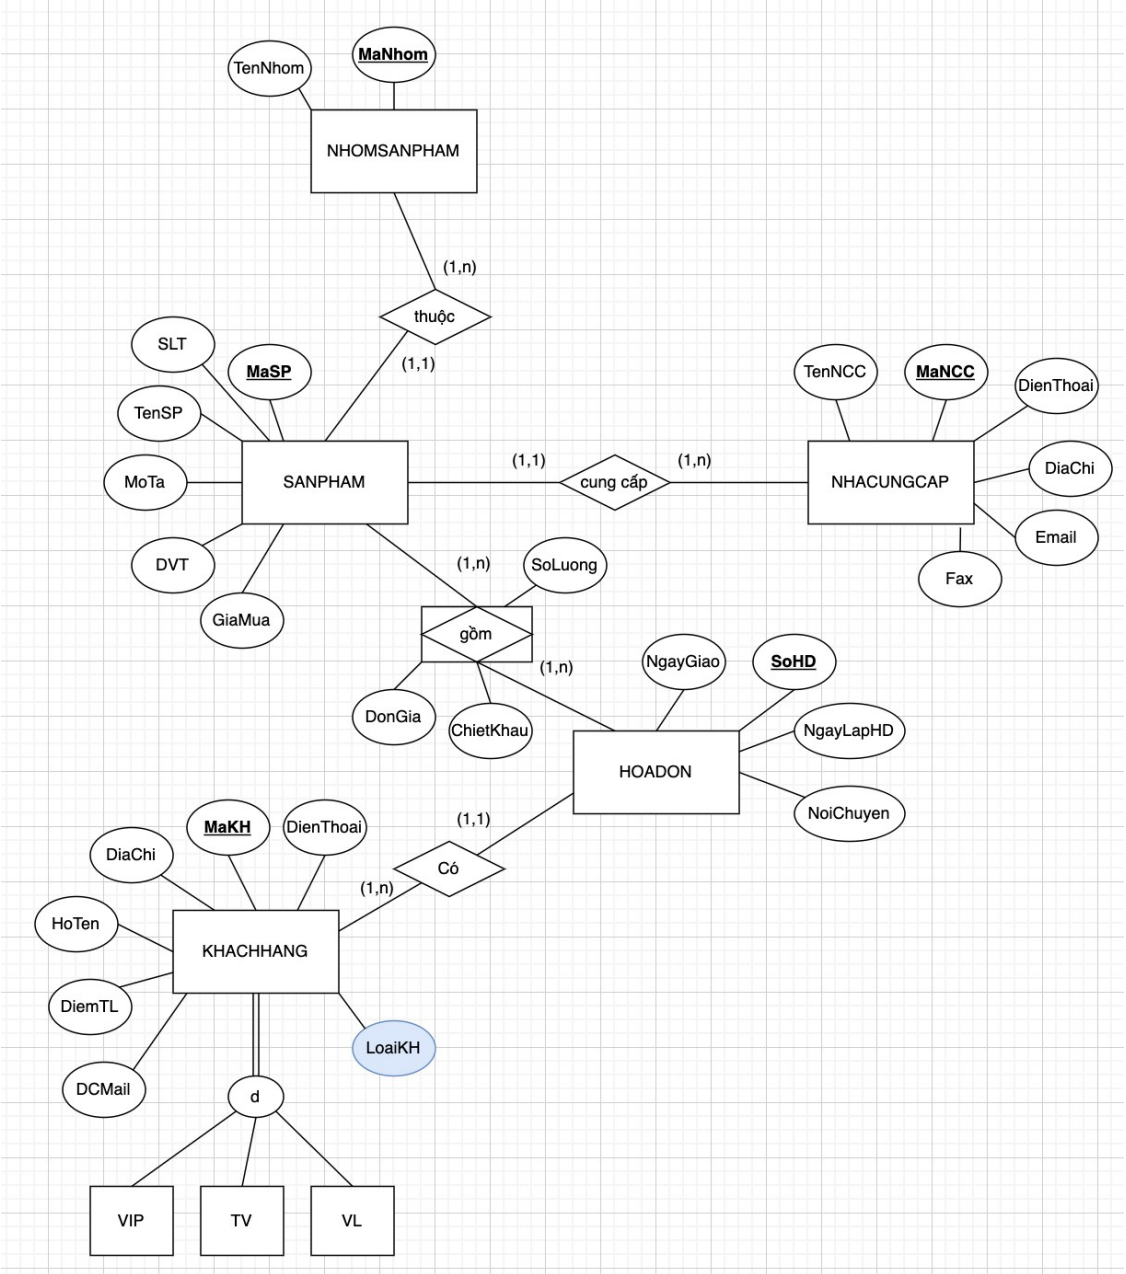 MaNhom
TenNhom
NHOMSANPHAM
(1,n)
thuộc
SLT
(1,1)
MaSP
TenNCC
MaNCC
DienThoai
TenSP
(1,1)
(1,n)
DiaChi
MoTa
SANPHAM
cung cấp
NHACUNGCAP
Email
DVT
(1,n)
SoLuong
Fax
GiaMua
gồm
(1,n)
NgayGiao
SoHD
DonGia
ChietKhau
NgayLapHD
HOADON
NoiChuyen
(1,1)
MaKH
DienThoai
DiaChi
Có
(1,n)
HoTen
KHACHHANG
DiemTL
LoaiKH
DCMail
d
VIP
TV
VL